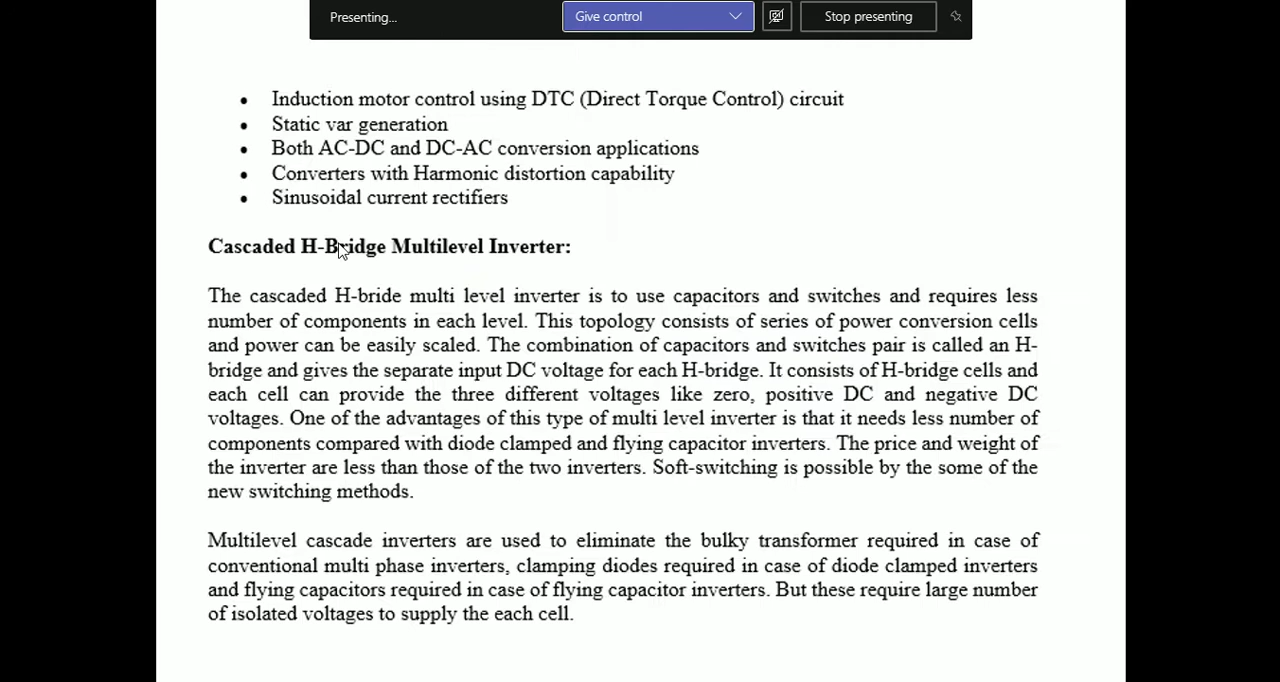 Presenting...
Give control
Stop presenting
• Induction motor control using DTC (Direct Torque Control) circuit
• Static var generation
• Both AC-DC and DC-AC conversion applications
• Converters with Harmonic distortion capability
• Sinusoidal current rectifiers
Cascaded H-Bridge Multilevel Inverter:
The cascaded H-bride multi level inverter is to use capacitors and switches and requires less
number of components in each level. This topology consists of series of power conversion cells
and power can be easily scaled. The combination of capacitors and switches pair is called an H-
bridge and gives the separate input DC voltage for each H-bridge. It consists of H-bridge cells and
each cell can provide the three different voltages like zero, positive DC and negative DC
voltages. One of the advantages of this type of multi level inverter is that it needs less number of
components compared with diode clamped and flying capacitor inverters. The price and weight of
the inverter are less than those of the two inverters. Soft-switching is possible by the some of the
new switching methods.
Multilevel cascade inverters are used to eliminate the bulky transformer required in case of
conventional multi phase inverters, clamping diodes required in case of diode clamped inverters
and flying capacitors required in case of flying capacitor inverters. But these require large number
of isolated voltages to supply the each cell.